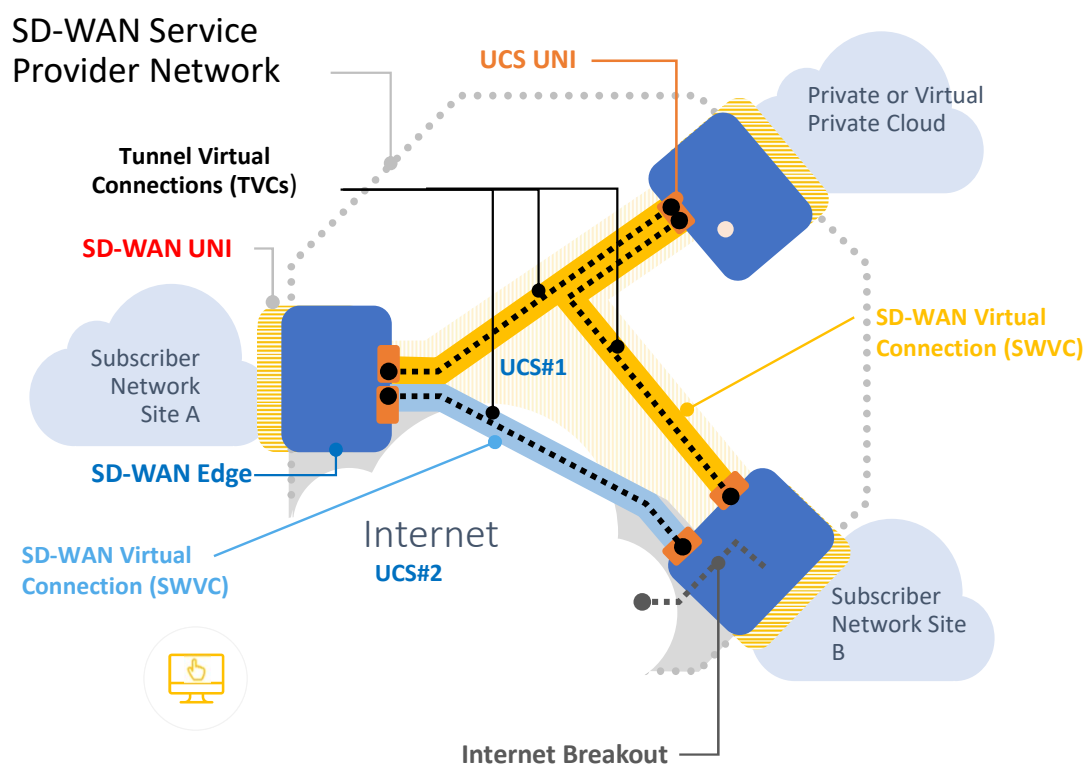 SD-WAN Service
Provider Network
UCS UNI
Private or Virtual
Private Cloud
Tunnel Virtual
Connections (TVCs)
SD-WAN UNI
Subscriber
Network
Site A
UCS#1
SD-WAN Virtual
Connection (SWVC)
SD-WAN Edge
Internet
UCS#2
SD-WAN Virtual
Connection (SWVC)
Subscriber
Network Site
B
Internet Breakout